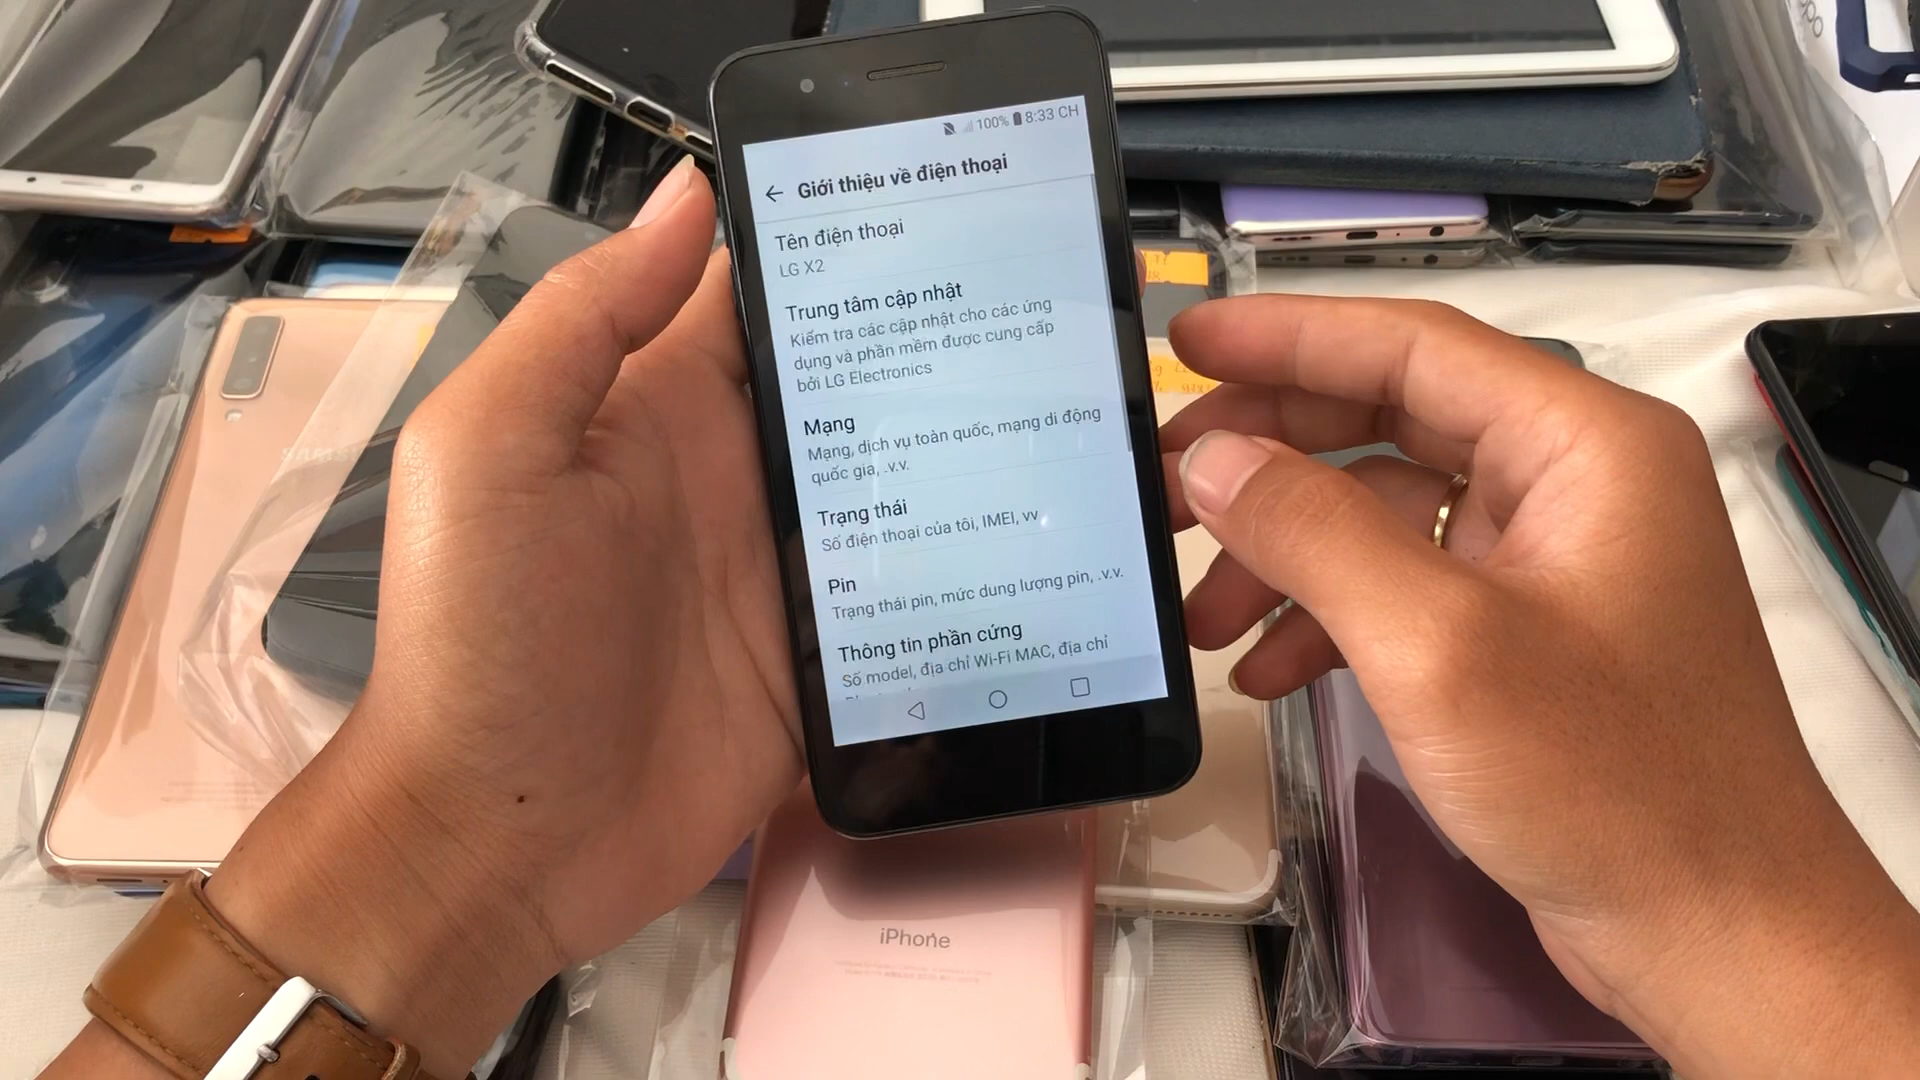 100% 8:33 CH
Giới thiệu về điện thoại
Tên điện thoại
LG X2
Trung tâm cập nhật
Kiểm tra các cập nhật cho các ứng
dụng và phần mềm được cung cấp
bởi LG Electronics
Mạng
Mạng, dịch vụ toàn quốc, mạng di động
quốc gia, .v.v.
Trạng thái
Số điện thoại của tôi, IMEI, vv
Pin
Trạng thái pin, mức dung lượng pin, .v.v.
Thông tin phần cứng
Số model, địa chỉ Wi-Fi MAC, địa chỉ
SAMSU
iPhone